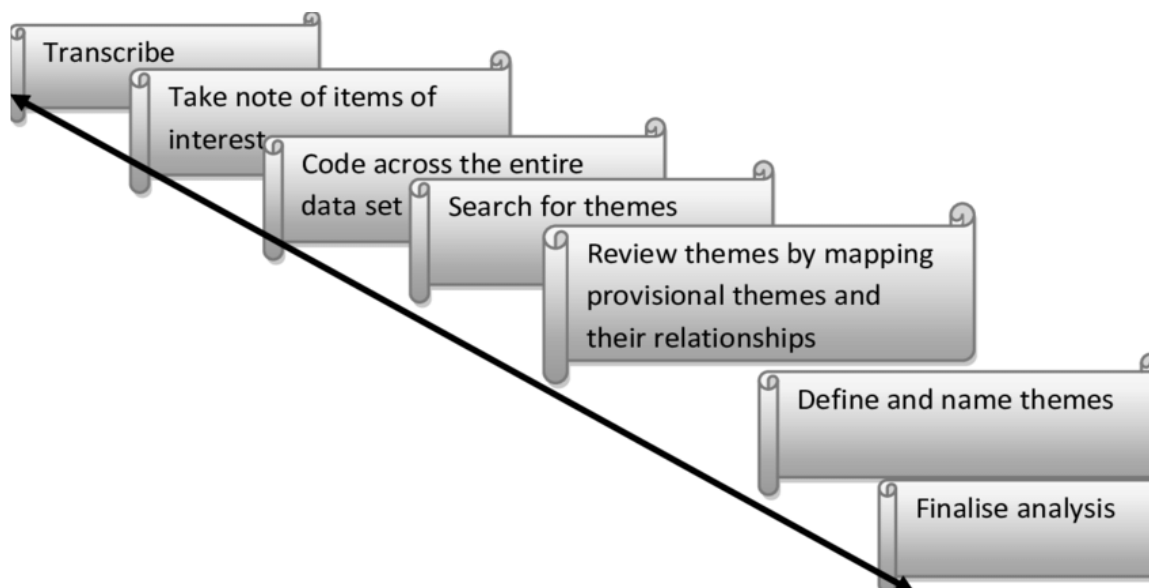 Transcribe
Take note of items of
interest
Code across the entire
data set
Search for themes
Review themes by mapping
provisional themes and
their relationships
Define and name themes
Finalise analysis